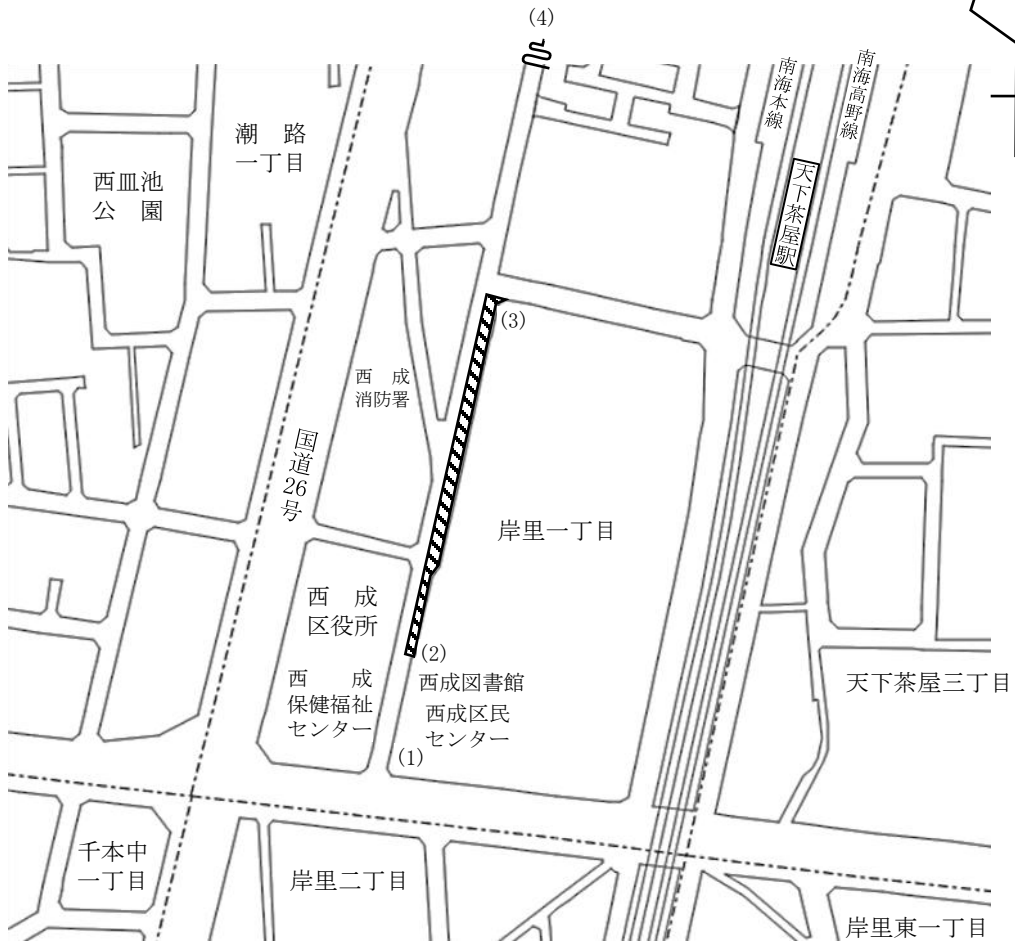 (4)
南海本線
南海高野線
潮 路
一丁目
天下茶屋駅
西皿池
公 園
(3)
西 成
消防署
国道26号
岸里一丁目
西 成
区役所
(2)
西成図書館
西成区民
センター
西 成
保健福祉
センター
天下茶屋三丁目
(1)
千本中
一丁目
岸里二丁目
岸里東一丁目